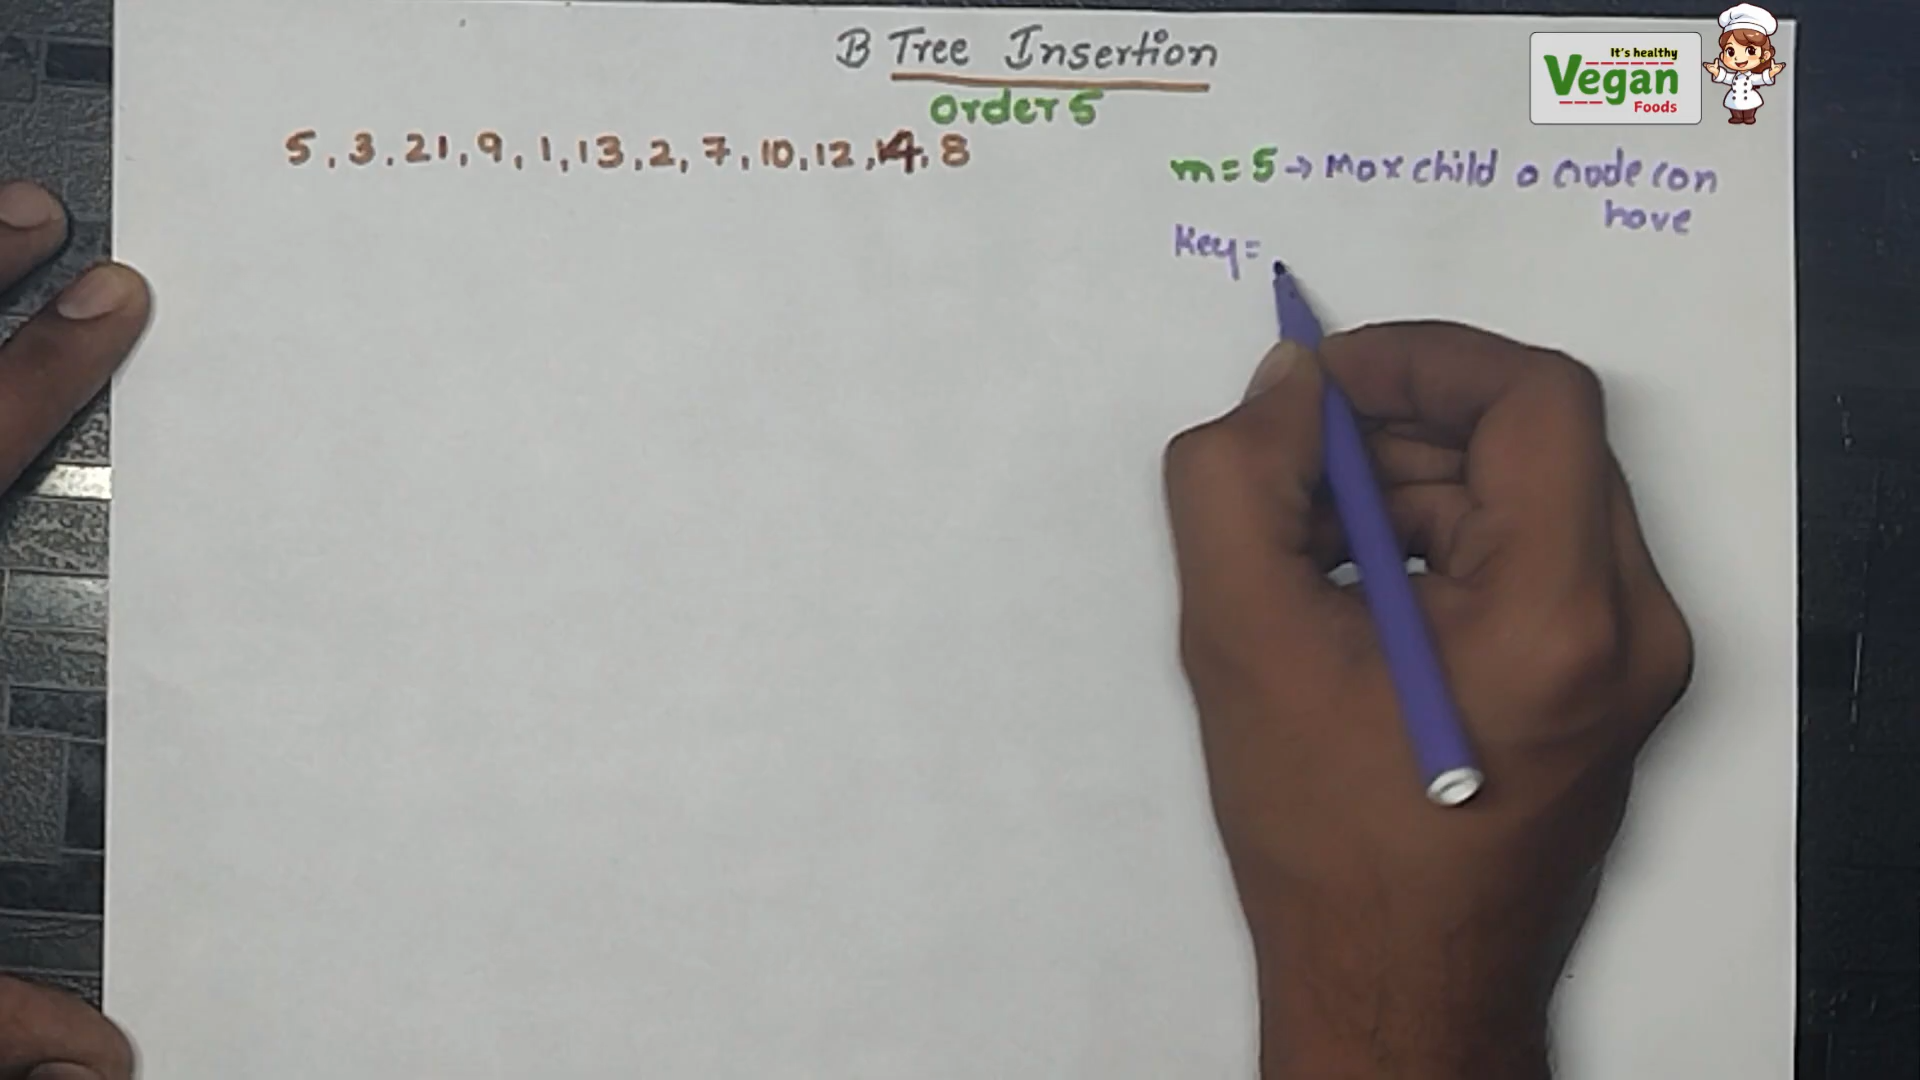 B Tree Insertion
Order 5
5, 3, 21, 9, 1, 13, 2, 7, 10, 12, 14, 8
m = 5 → Max child a node can
have
Key =
It's healthy
Vegan
Foods